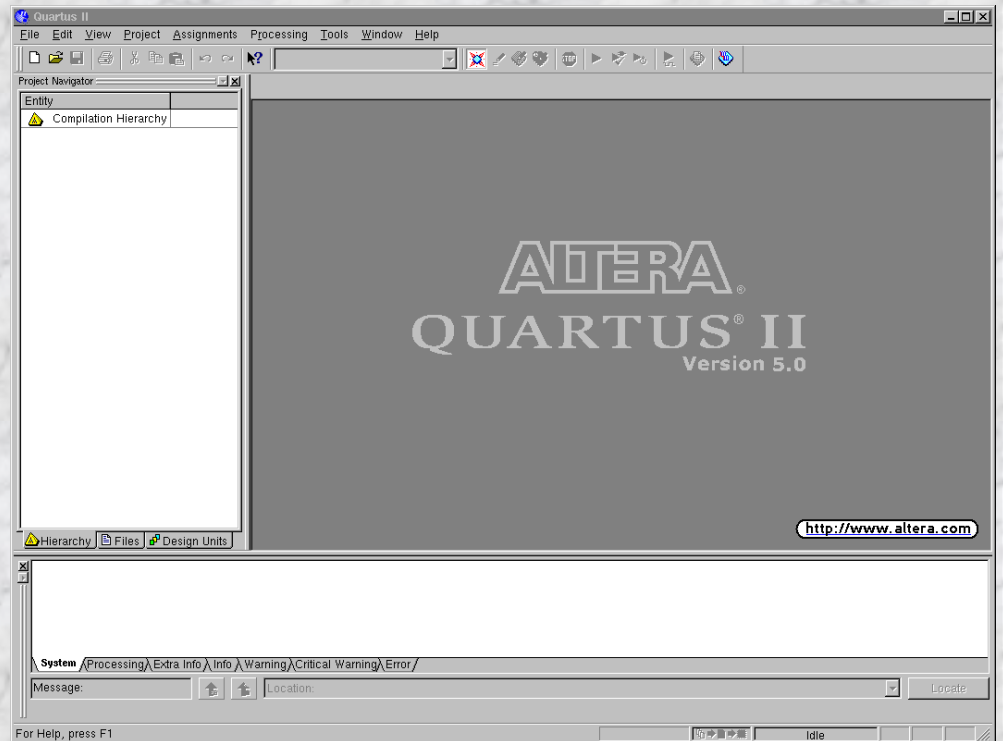 Quartus II
File Edit View Project Assignments Processing Tools Window Help
Project Navigator
Entity
Compilation Hierarchy
ALTERA®
QUARTUS® II
Version 5.0
http://www.altera.com
Hierarchy Files Design Units
System Processing Extra Info Info Warning Critical Warning Error
Message: Location: Locate
For Help, press F1 Idle